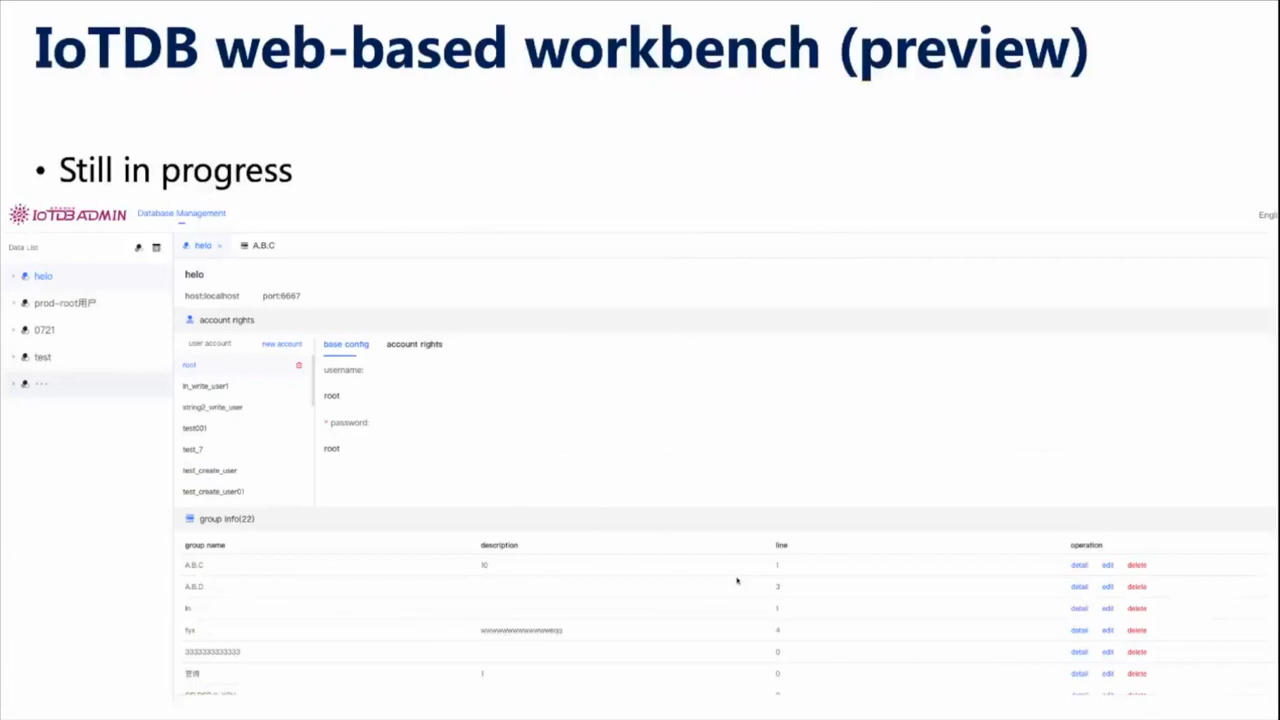 IoTDB web-based workbench (preview)
• Still in progress
IoTDB ADMIN
Database Management
Engl
Data List
helo
A.B.C
helo
prod-root用户
0721
test
...
helo
host:localhost port:6667
account rights
user account new account
base config account rights
root
ln_write_user1
string2_write_user
test001
test_7
test_create_user
test_create_user01
username:
root
* password:
root
group info(22)
group name description line operation
A.B.C 10 1 detail edit delete
A.B.D 3 detail edit delete
ln 1 detail edit delete
fyx 4 detail edit delete
3333333333333 0 detail edit delete
1 0 detail edit delete